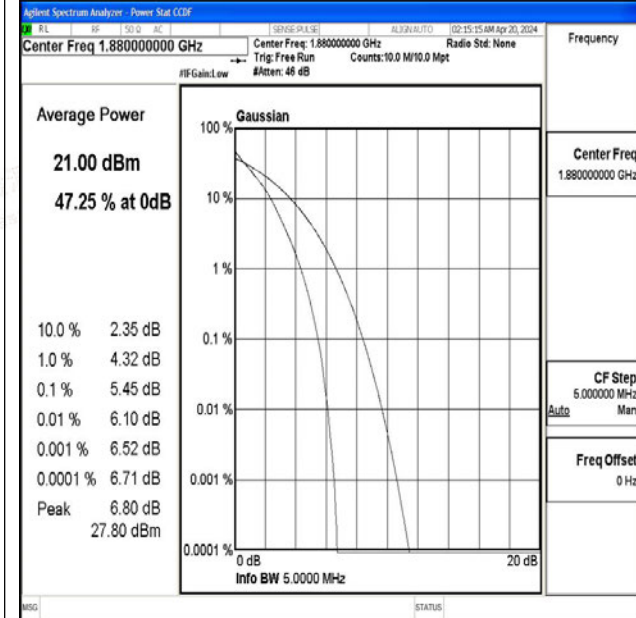 Agilent Spectrum Analyzer - Power Stat CCDF
RL RF 50 Ω AC SENSE:PULSE ALIGNAUTO 02:15:15 AM Apr 20, 2024
Center Freq 1.880000000 GHz
Center Freq: 1.880000000 GHz Radio Std: None
Trig: Free Run Counts:10.0 M/10.0 Mpt
#IFGain:Low #Atten: 46 dB
Frequency
Average Power
21.00 dBm
47.25 % at 0dB
10.0 % 2.35 dB
1.0 % 4.32 dB
0.1 % 5.45 dB
0.01 % 6.10 dB
0.001 % 6.52 dB
0.0001 % 6.71 dB
Peak 6.80 dB
27.80 dBm
Gaussian
100 %
10 %
1 %
0.1 %
0.01 %
0.001 %
0.0001 %
0 dB 20 dB
Info BW 5.0000 MHz
Center Freq
1.880000000 GHz
CF Step
5.000000 MHz
Auto Man
Freq Offset
0 Hz
MSG STATUS